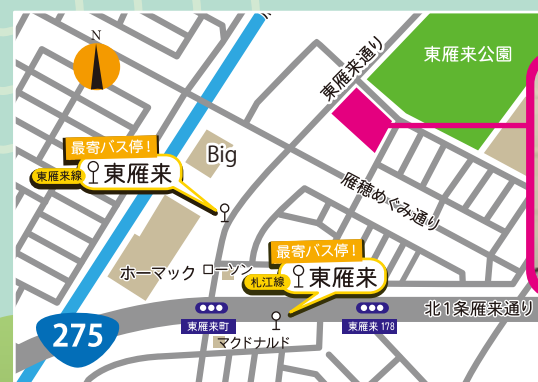 N
東雁来通り
東雁来公園
最寄バス停!
東雁来線
東雁来
Big
雁穂めぐみ通り
最寄バス停!
札江線
東雁来
ホーマック
ローソン
東雁来町
東雁来 178
北1条雁来通り
275
マクドナルド